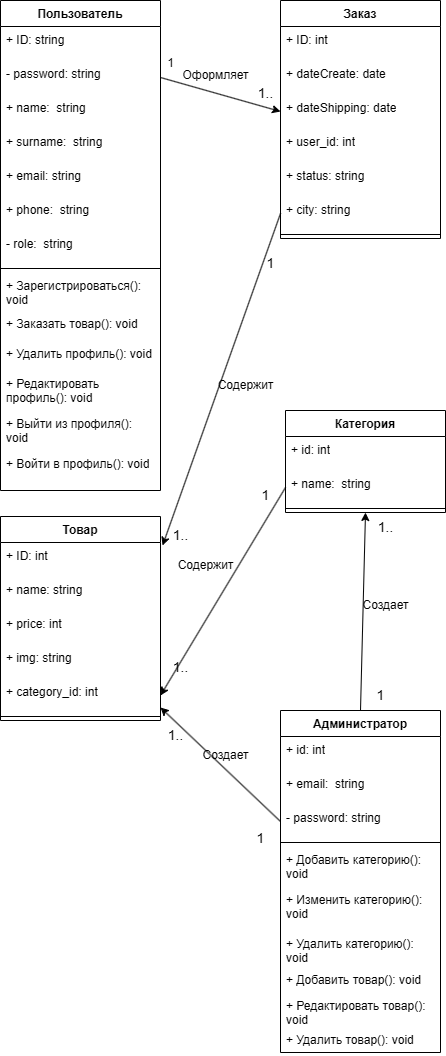 Пользователь
+ ID: string
- password: string
+ name:  string
+ surname:  string
+ email: string
+ phone:  string
- role:  string
+ Зарегистрироваться():
void
+ Заказать товар(): void
+ Удалить профиль(): void
+ Редактировать
профиль(): void
+ Выйти из профиля():
void
+ Войти в профиль(): void
1
Оформляет
1..
Заказ
+ ID: int
+ dateCreate: date
+ dateShipping: date
+ user_id: int
+ status: string
+ city: string
1
Содержит
1..
Категория
+ id: int
+ name:  string
1
Содержит
1..
Товар
+ ID: int
+ name: string
+ price: int
+ img: string
+ category_id: int
1..
Создает
1
1..
Создает
1
Администратор
+ id: int
+ email:  string
- password: string
+ Добавить категорию():
void
+ Изменить категорию():
void
+ Удалить категорию():
void
+ Добавить товар(): void
+ Редактировать товар():
void
+ Удалить товар(): void